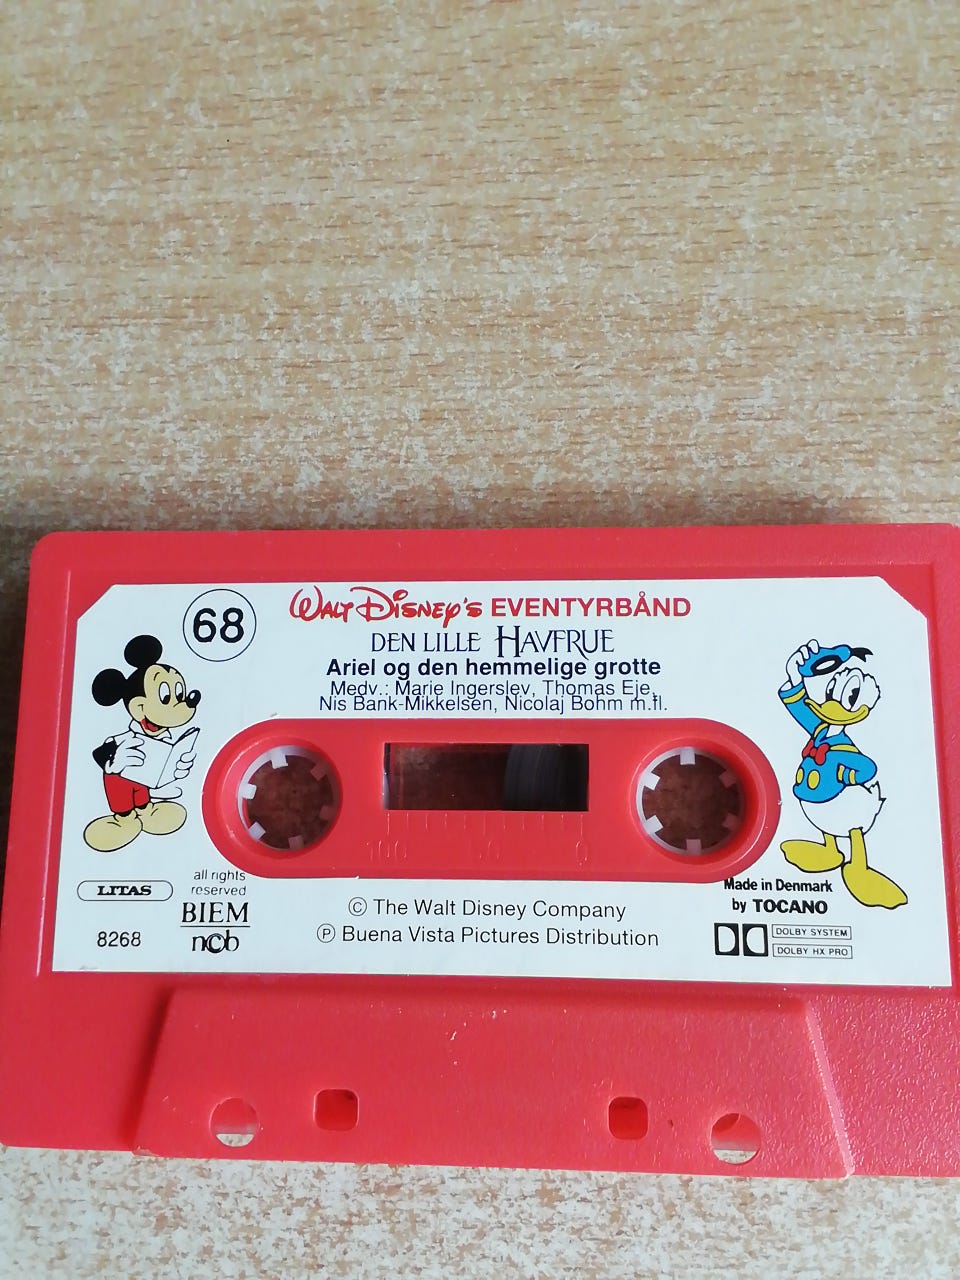 68
WALT DISNEY'S EVENTYRBÅND
DEN LILLE HAVFRUE
Ariel og den hemmelige grotte
Medv.: Marie Ingerslev, Thomas Eje,
Nis Bank-Mikkelsen, Nicolaj Bohm m.fl.
100 50 0
LITAS
8268
all rights
reserved
BIEM
ncb
© The Walt Disney Company
Ⓟ Buena Vista Pictures Distribution
Made in Denmark
by TOCANO
DOLBY SYSTEM
DOLBY HX PRO